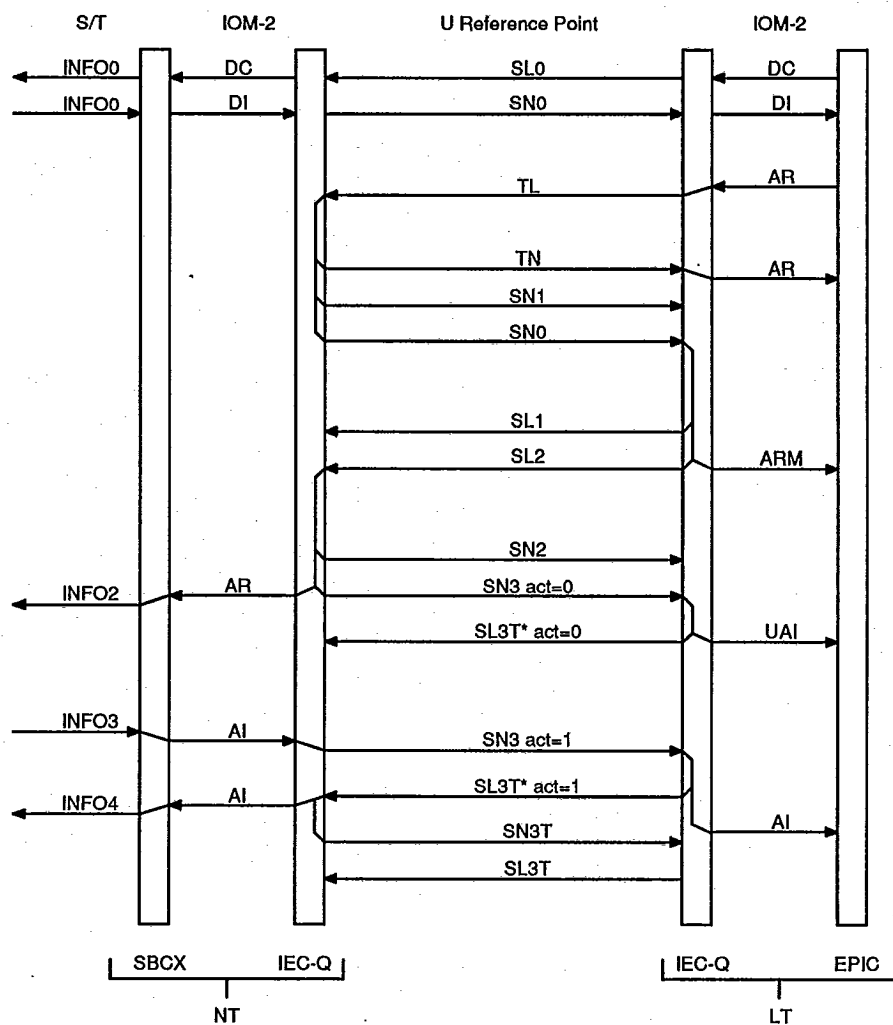 S/T IOM-2 U Reference Point IOM-2
INFO0 DC SL0 DC
INFO0 DI SN0 DI
TL AR
TN AR
SN1
SN0
SL1
SL2 ARM
SN2
INFO2 AR SN3 act=0
SL3T* act=0 UAI
INFO3 AI SN3 act=1
SL3T* act=1
INFO4 AI
SN3T AI
SL3T
SBCX IEC-Q IEC-Q EPIC
NT LT